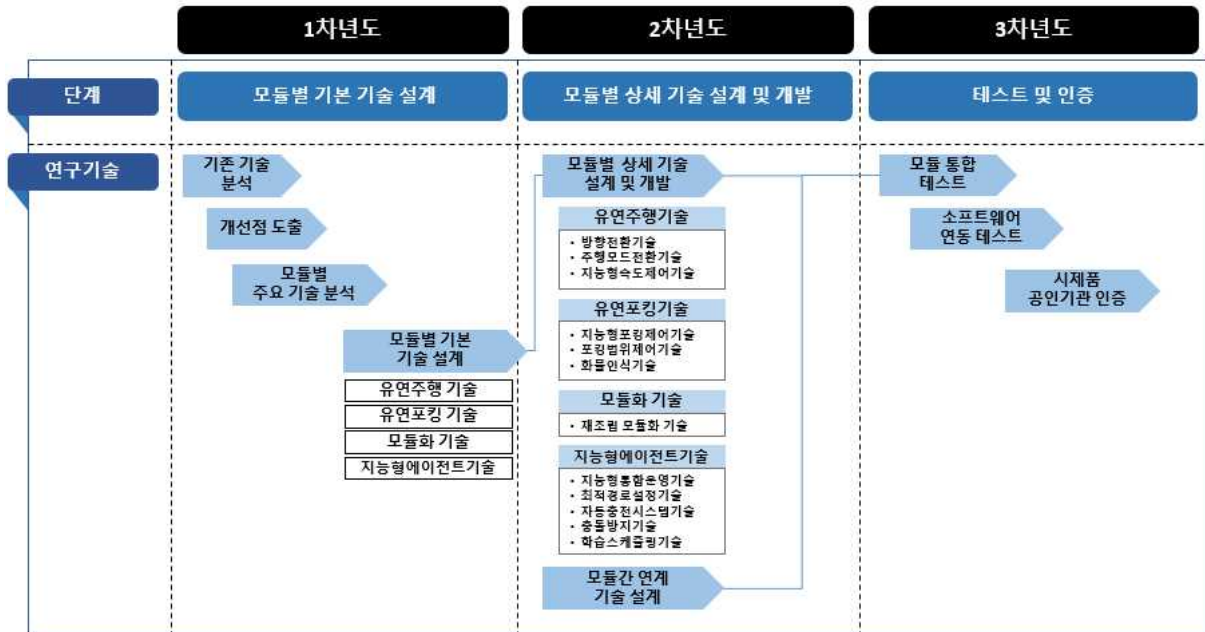 1차년도
2차년도
3차년도
단계
모듈별 기본 기술 설계
모듈별 상세 기술 설계 및 개발
테스트 및 인증
연구기술
기존 기술
분석
개선점 도출
모듈별
주요 기술 분석
모듈별 기본
기술 설계
유연주행 기술
유연포킹 기술
모듈화 기술
지능형에이전트기술
모듈별 상세 기술
설계 및 개발
유연주행기술
• 방향전환기술
• 주행모드전환기술
• 지능형속도제어기술
유연포킹기술
• 지능형포킹제어기술
• 포킹범위제어기술
• 화물인식기술
모듈화 기술
• 재조립 모듈화 기술
지능형에이전트기술
• 지능형통합운영기술
• 최적경로설정기술
• 자동충전시스템기술
• 충돌방지기술
• 학습스케줄링기술
모듈간 연계
기술 설계
모듈 통합
테스트
소프트웨어
연동 테스트
시제품
공인기관 인증